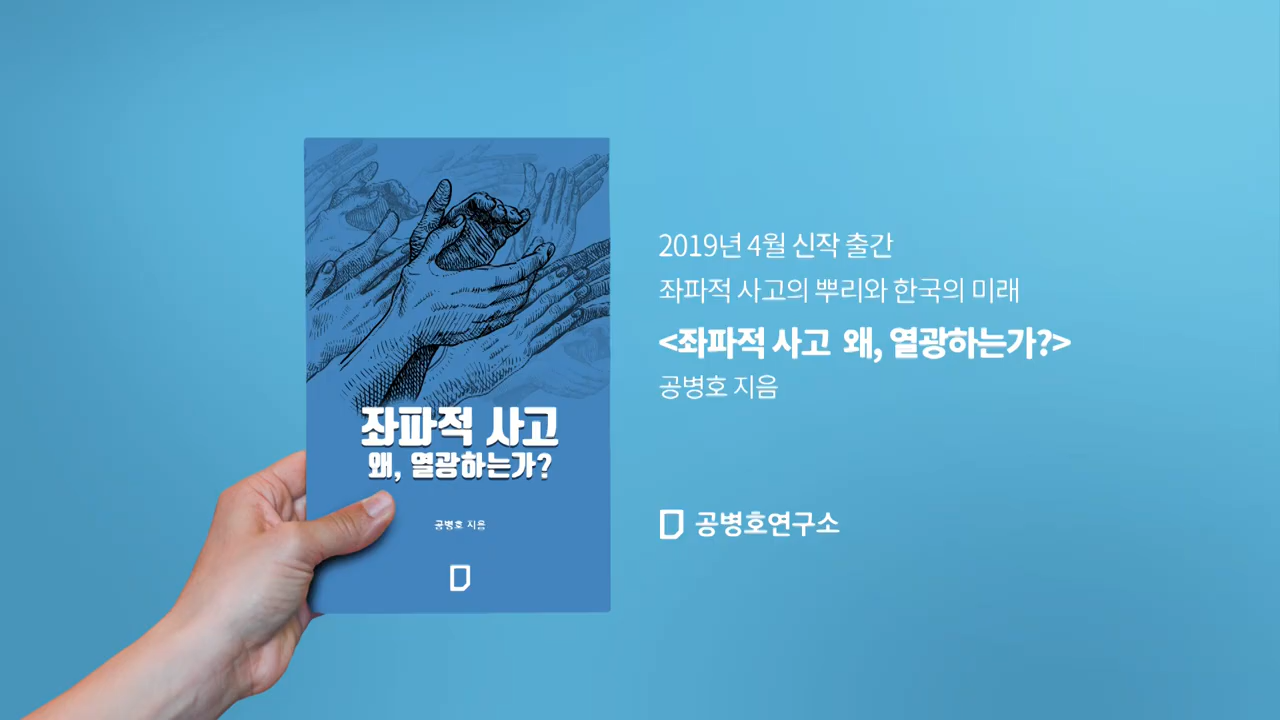 좌파적 사고
왜, 열광하는가?
공병호 지음
2019년 4월 신작 출간
좌파적 사고의 뿌리와 한국의 미래
<좌파적 사고 왜, 열광하는가?>
공병호 지음
공병호연구소